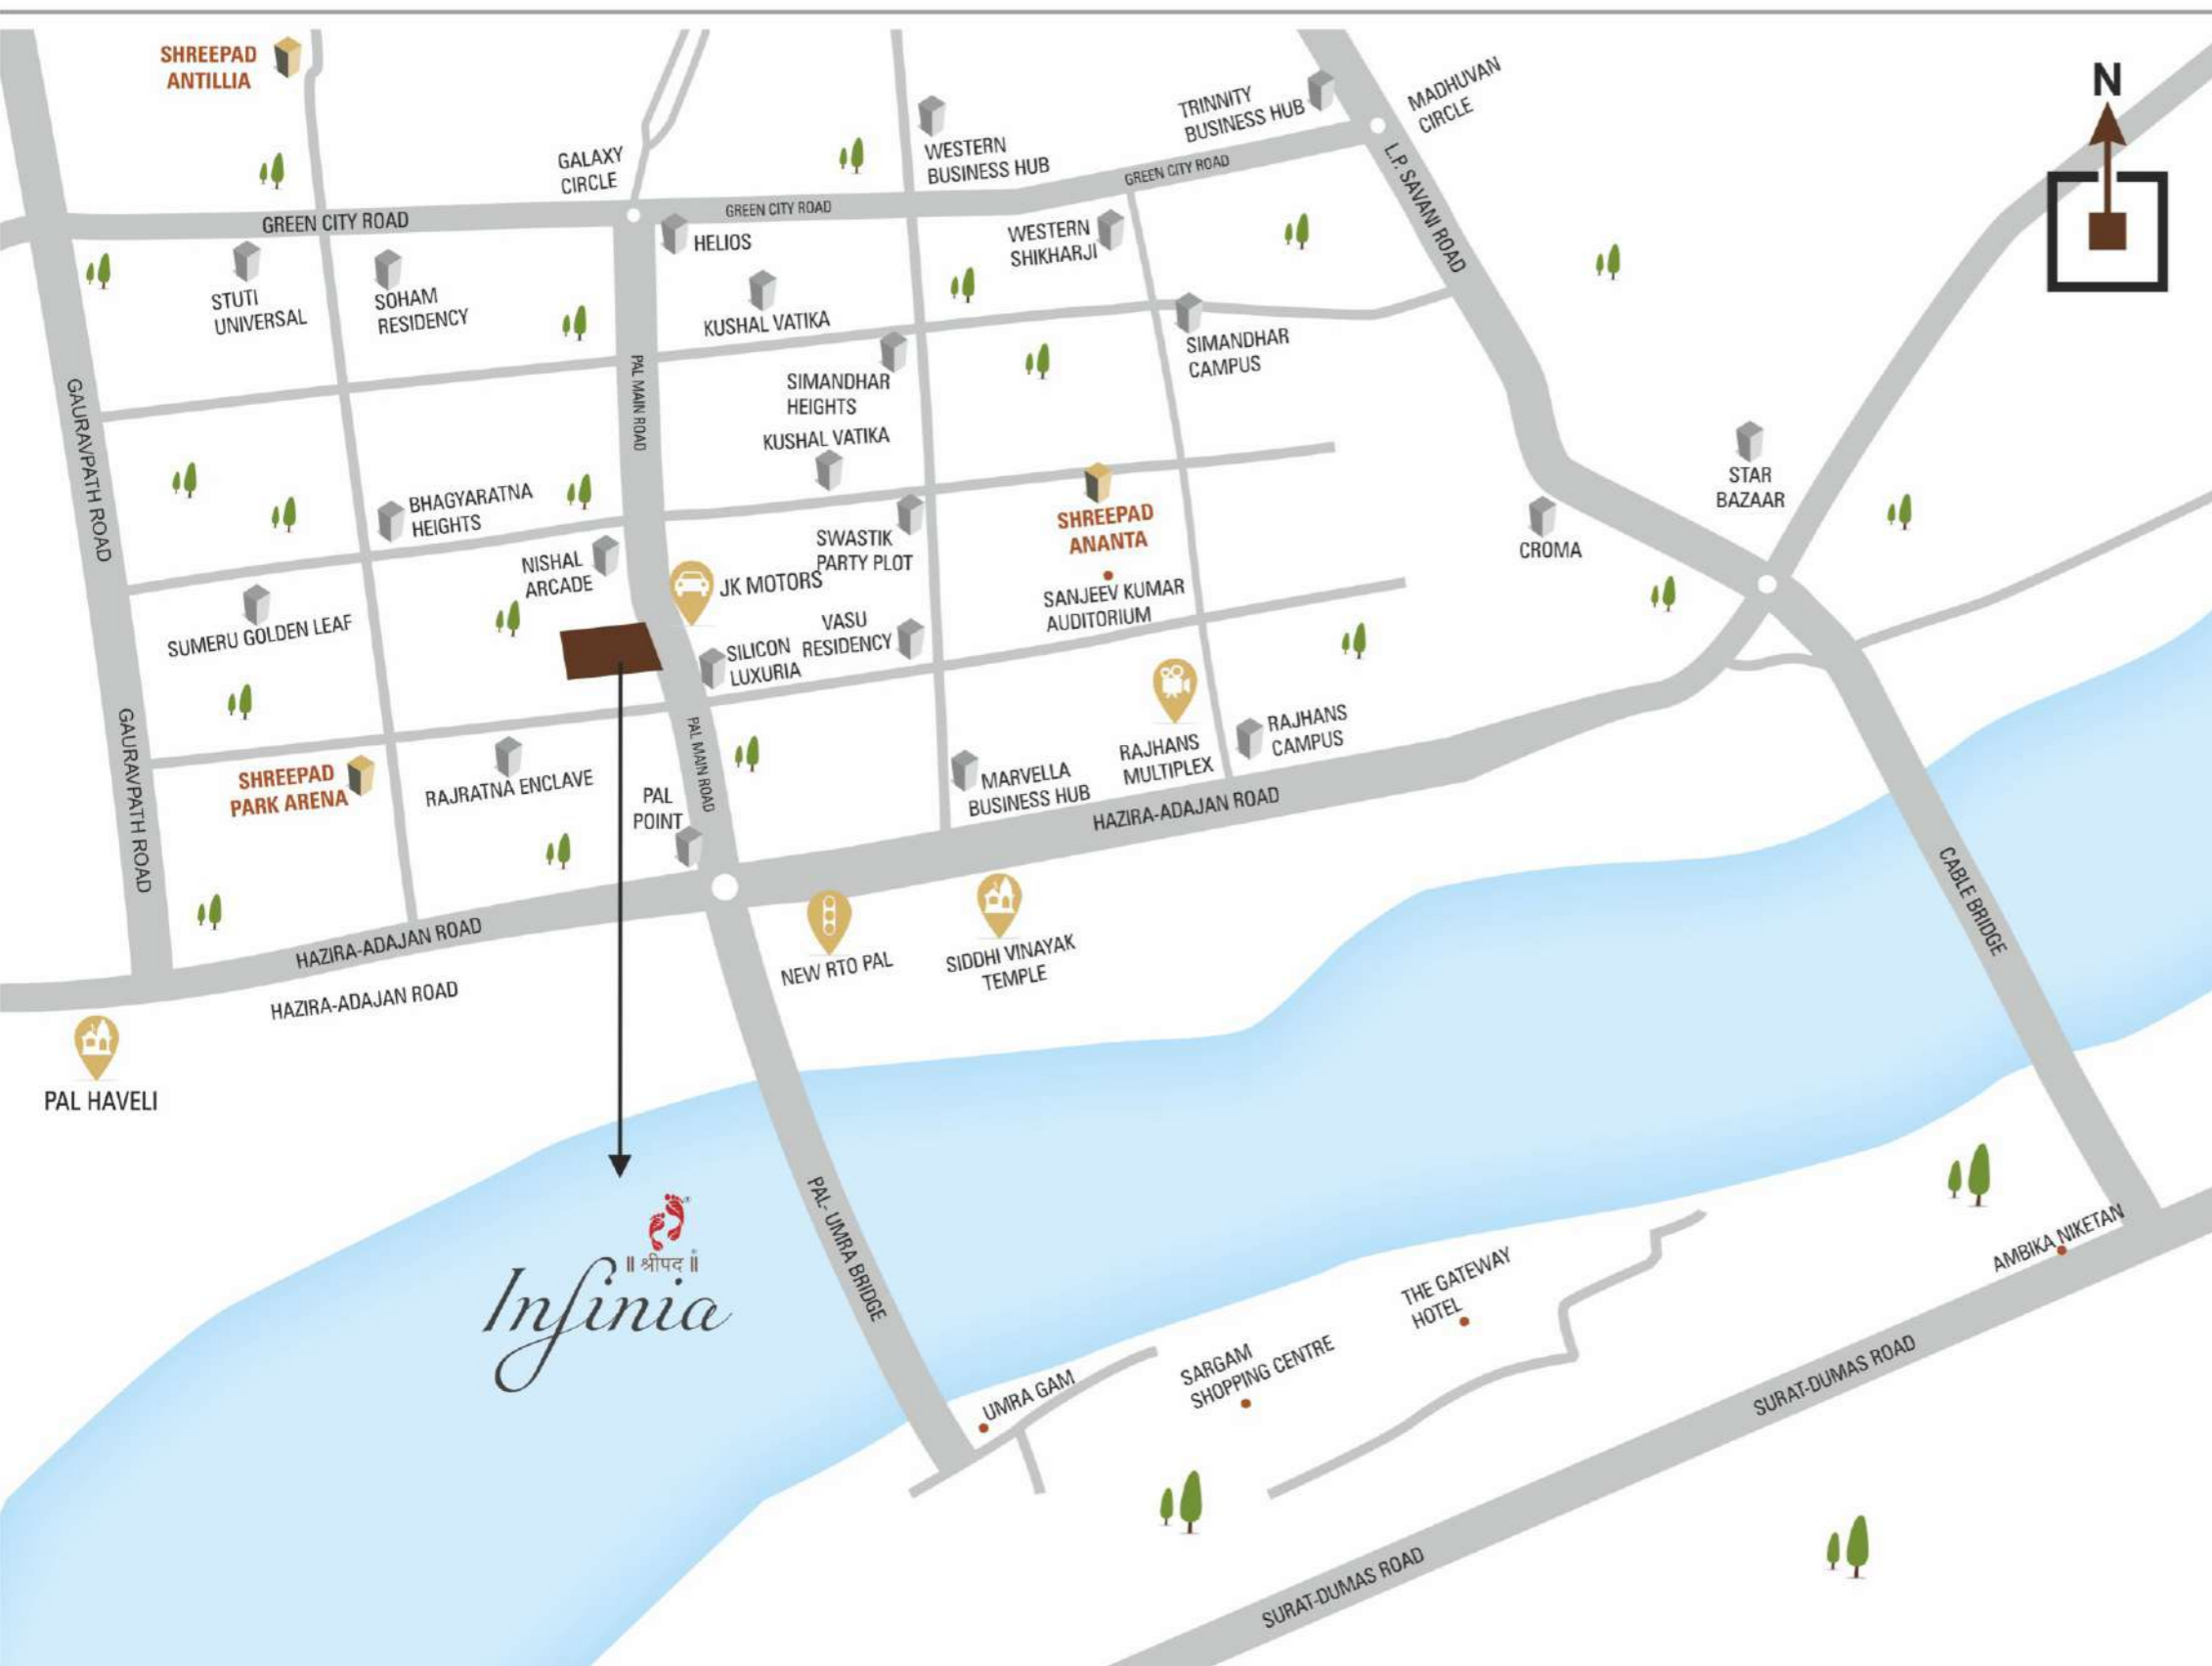 SHREEPAD
ANTILLIA
N
MADHUVAN
CIRCLE
TRINNITY
BUSINESS HUB
WESTERN
BUSINESS HUB
GALAXY
CIRCLE
GREEN CITY ROAD
GREEN CITY ROAD
GREEN CITY ROAD
L.P. SAVANI ROAD
HELIOS
WESTERN
SHIKHARJI
STUTI
UNIVERSAL
SOHAM
RESIDENCY
KUSHAL VATIKA
SIMANDHAR
CAMPUS
PAL MAIN ROAD
SIMANDHAR
HEIGHTS
GAURAVPATH ROAD
KUSHAL VATIKA
STAR
BAZAAR
BHAGYARATNA
HEIGHTS
SHREEPAD
ANANTA
SWASTIK
PARTY PLOT
CROMA
NISHAL
ARCADE
JK MOTORS
SANJEEV KUMAR
AUDITORIUM
SUMERU GOLDEN LEAF
VASU
RESIDENCY
SILICON
LUXURIA
GAURAVPATH ROAD
PAL MAIN ROAD
RAJHANS
CAMPUS
RAJHANS
MULTIPLEX
SHREEPAD
PARK ARENA
RAJRATNA ENCLAVE
PAL
POINT
MARVELLA
BUSINESS HUB
HAZIRA-ADAJAN ROAD
CABLE BRIDGE
HAZIRA-ADAJAN ROAD
HAZIRA-ADAJAN ROAD
NEW RTO PAL
SIDDHI VINAYAK
TEMPLE
PAL HAVELI
PAL- UMRA BRIDGE
॥ श्रीपद ॥
Infinia
AMBIKA NIKETAN
THE GATEWAY
HOTEL
SARGAM
SHOPPING CENTRE
UMRA GAM
SURAT-DUMAS ROAD
SURAT-DUMAS ROAD